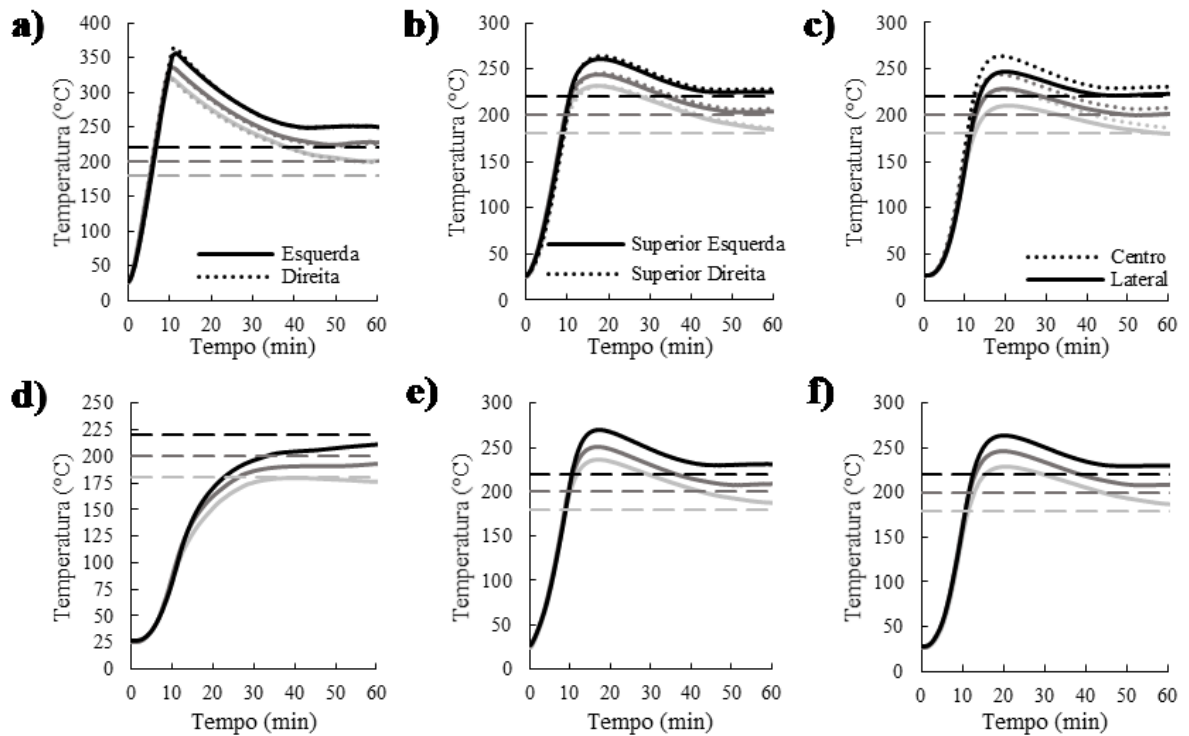 a)
400
350
300
250
200
150
100
50
0
Temperatura (°C)
Esquerda
Direita
0 10 20 30 40 50 60
Tempo (min)
b)
300
250
200
150
100
50
0
Temperatura (°C)
Superior Esquerda
Superior Direita
0 10 20 30 40 50 60
Tempo (min)
c)
300
250
200
150
100
50
0
Temperatura (°C)
Centro
Lateral
0 10 20 30 40 50 60
Tempo (min)
d)
250
225
200
175
150
125
100
75
50
25
0
Temperatura (°C)
0 10 20 30 40 50 60
Tempo (min)
e)
300
250
200
150
100
50
0
Temperatura (°C)
0 10 20 30 40 50 60
Tempo (min)
f)
300
250
200
150
100
50
0
Temperatura (°C)
0 10 20 30 40 50 60
Tempo (min)